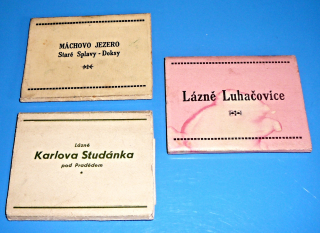 MÁCHOVO JEZERO
Staré Splavy - Doksy
Lázně
Karlova Studánka
pod Pradědem
Lázně Luhačovice